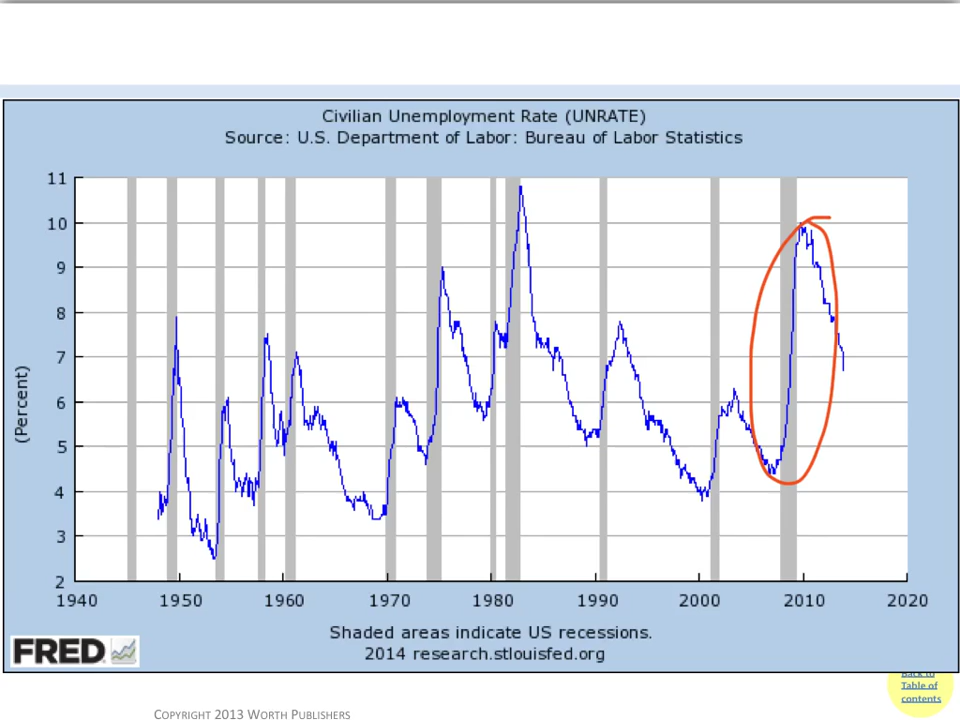 Civilian Unemployment Rate (UNRATE)
Source: U.S. Department of Labor: Bureau of Labor Statistics
11
10
9
8
7
6
5
4
3
2
(Percent)
1940 1950 1960 1970 1980 1990 2000 2010 2020
Shaded areas indicate US recessions.
2014 research.stlouisfed.org
FRED
Back to
Table of
contents
COPYRIGHT 2013 WORTH PUBLISHERS